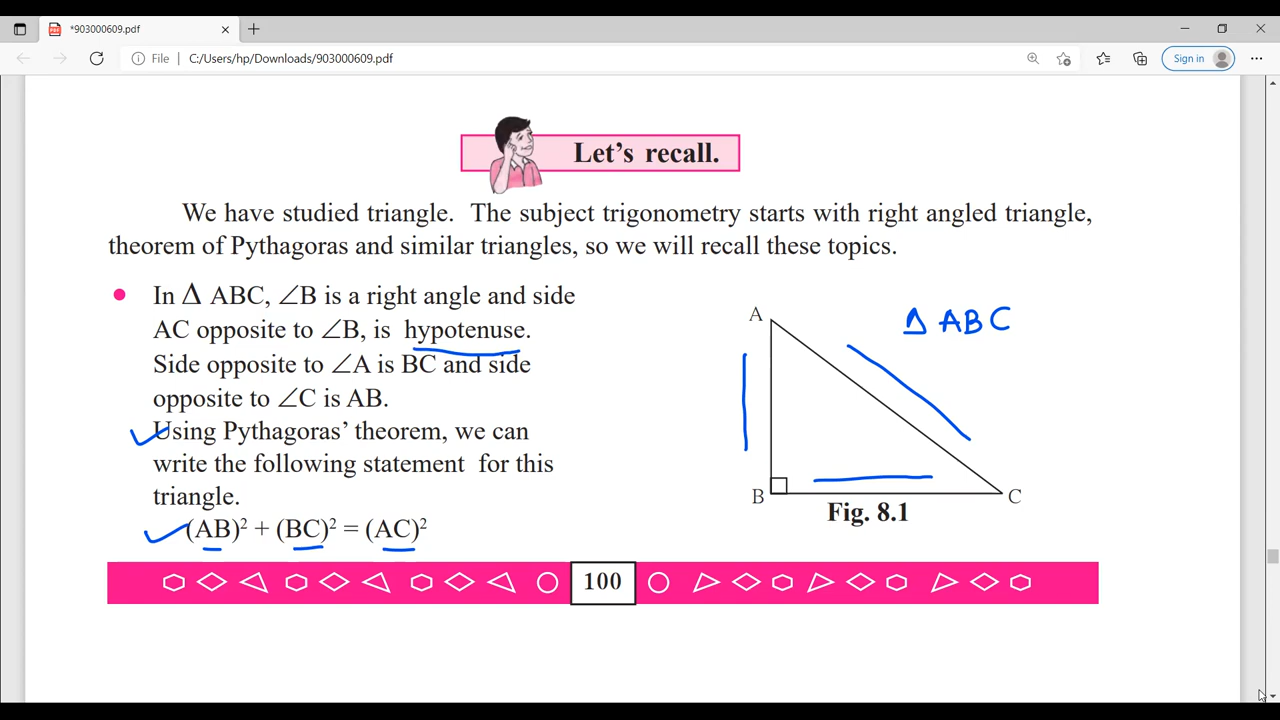 *903000609.pdf
File | C:/Users/hp/Downloads/903000609.pdf
Sign in
Let's recall.
We have studied triangle. The subject trigonometry starts with right angled triangle,
theorem of Pythagoras and similar triangles, so we will recall these topics.
• In Δ ABC, ∠B is a right angle and side
AC opposite to ∠B, is hypotenuse.
Side opposite to ∠A is BC and side
opposite to ∠C is AB.
Using Pythagoras' theorem, we can
write the following statement for this
triangle.
(AB)² + (BC)² = (AC)²
Δ ABC
A
B
C
Fig. 8.1
100